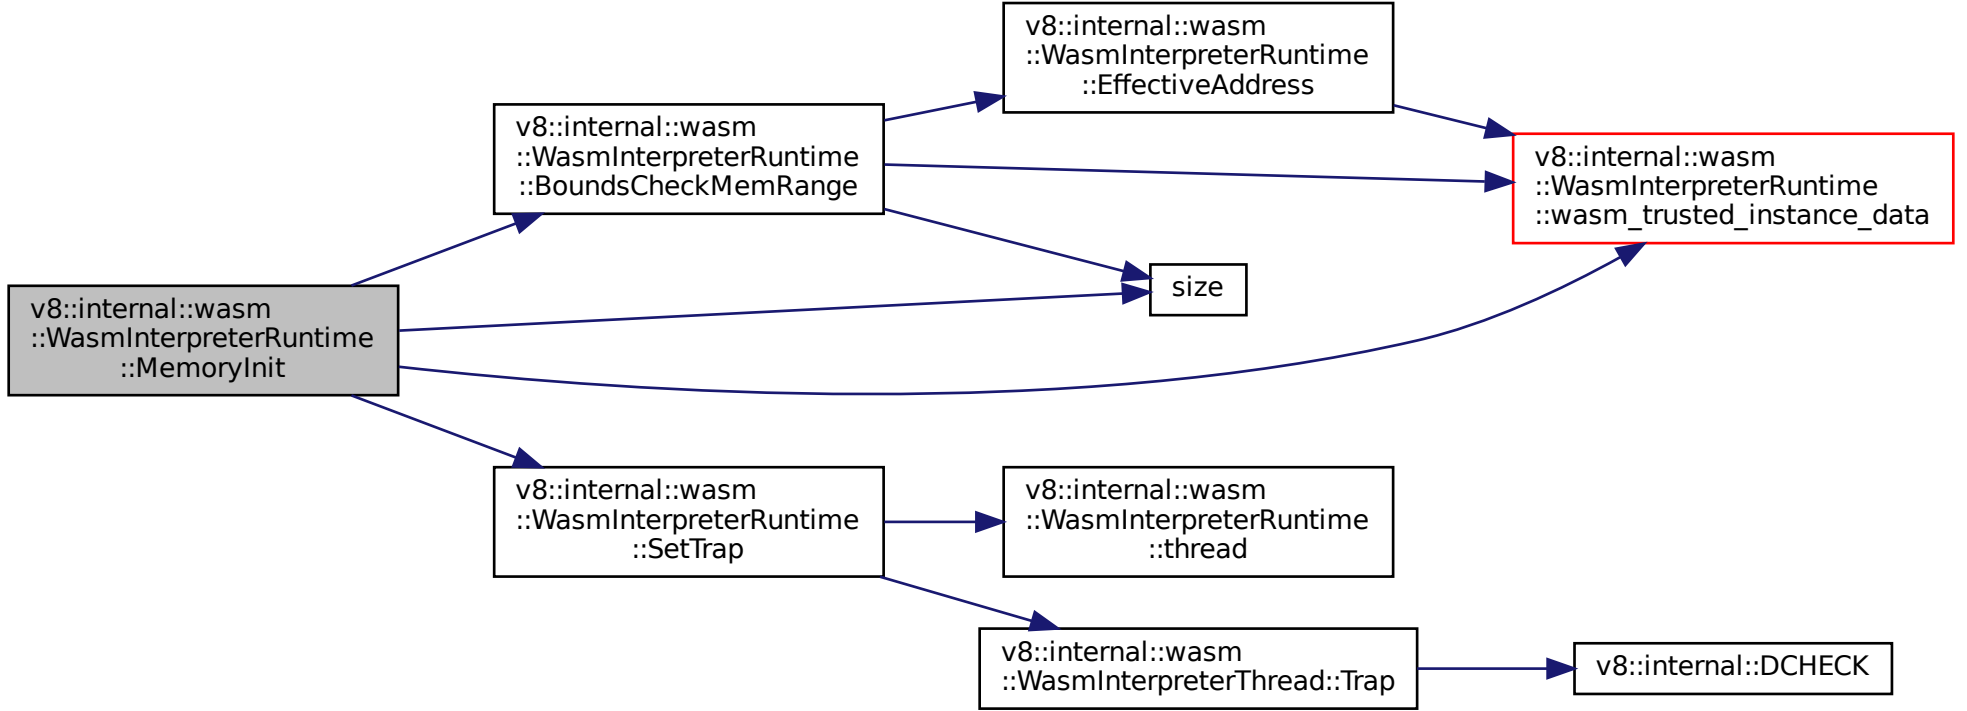 v8::internal::wasm
::WasmInterpreterRuntime
::MemoryInit
v8::internal::wasm
::WasmInterpreterRuntime
::BoundsCheckMemRange
v8::internal::wasm
::WasmInterpreterRuntime
::EffectiveAddress
v8::internal::wasm
::WasmInterpreterRuntime
::wasm_trusted_instance_data
size
v8::internal::wasm
::WasmInterpreterRuntime
::SetTrap
v8::internal::wasm
::WasmInterpreterRuntime
::thread
v8::internal::wasm
::WasmInterpreterThread::Trap
v8::internal::DCHECK